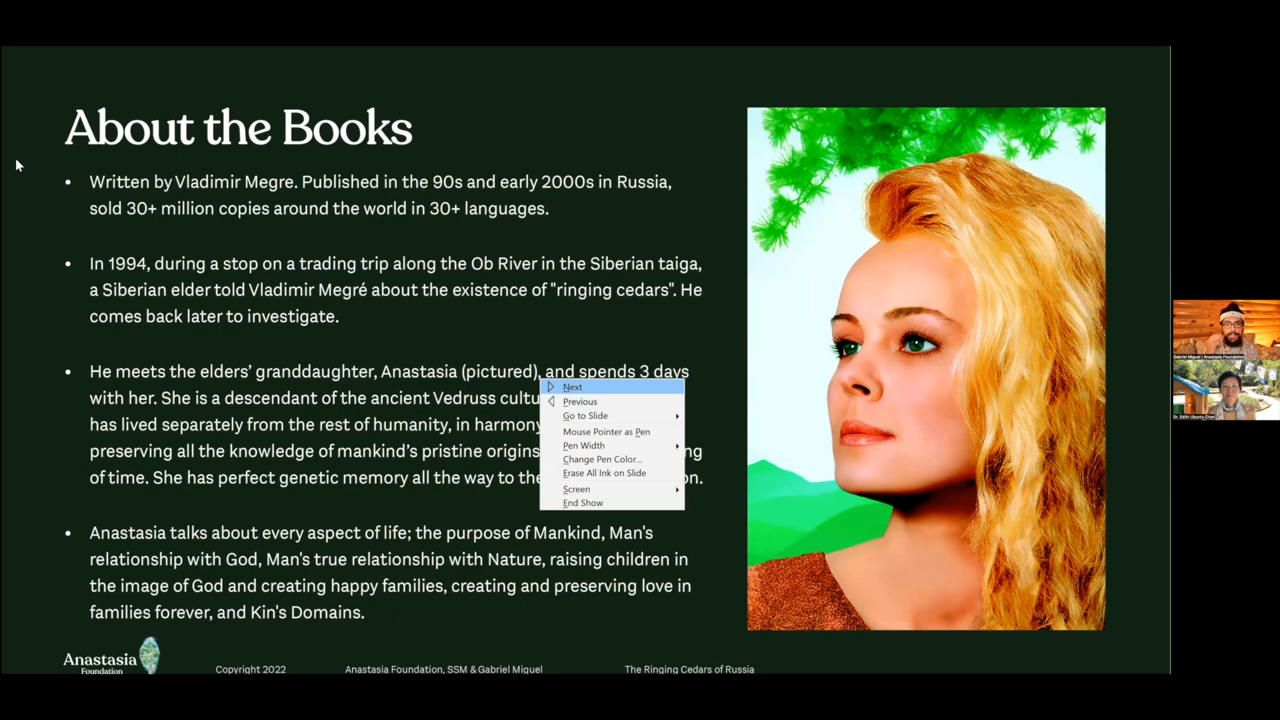 About the Books
• Written by Vladimir Megre. Published in the 90s and early 2000s in Russia,
sold 30+ million copies around the world in 30+ languages.
• In 1994, during a stop on a trading trip along the Ob River in the Siberian taiga,
a Siberian elder told Vladimir Megré about the existence of "ringing cedars". He
comes back later to investigate.
• He meets the elders’ granddaughter, Anastasia (pictured), and spends 3 days
with her. She is a descendant of the ancient Vedruss
has lived separately from the rest of humanity, in harmony
preserving all the knowledge of mankind’s pristine origins
of time. She has perfect genetic memory all the way to the
Next
Previous
Go to Slide
Mouse Pointer as Pen
Pen Width
Change Pen Color...
Erase All Ink on Slide
Screen
End Show
• Anastasia talks about every aspect of life; the purpose of Mankind, Man's
relationship with God, Man's true relationship with Nature, raising children in
the image of God and creating happy families, creating and preserving love in
families forever, and Kin's Domains.
Anastasia
Foundation
Copyright 2022
Anastasia Foundation, SSM & Gabriel Miguel
The Ringing Cedars of Russia
Gabriel Miguel | Anastasia Foundation
Dr. Edith Ubuntu Chan